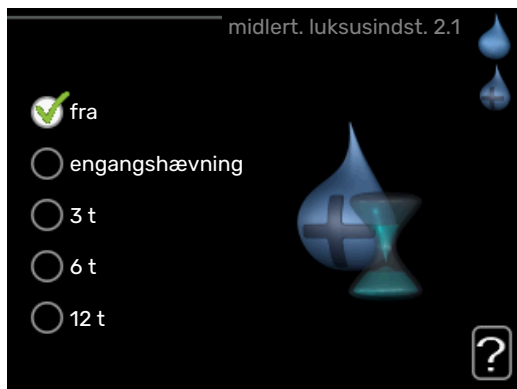 midlert. luksusindst. 2.1
fra
engangshævning
3 t
6 t
12 t
?